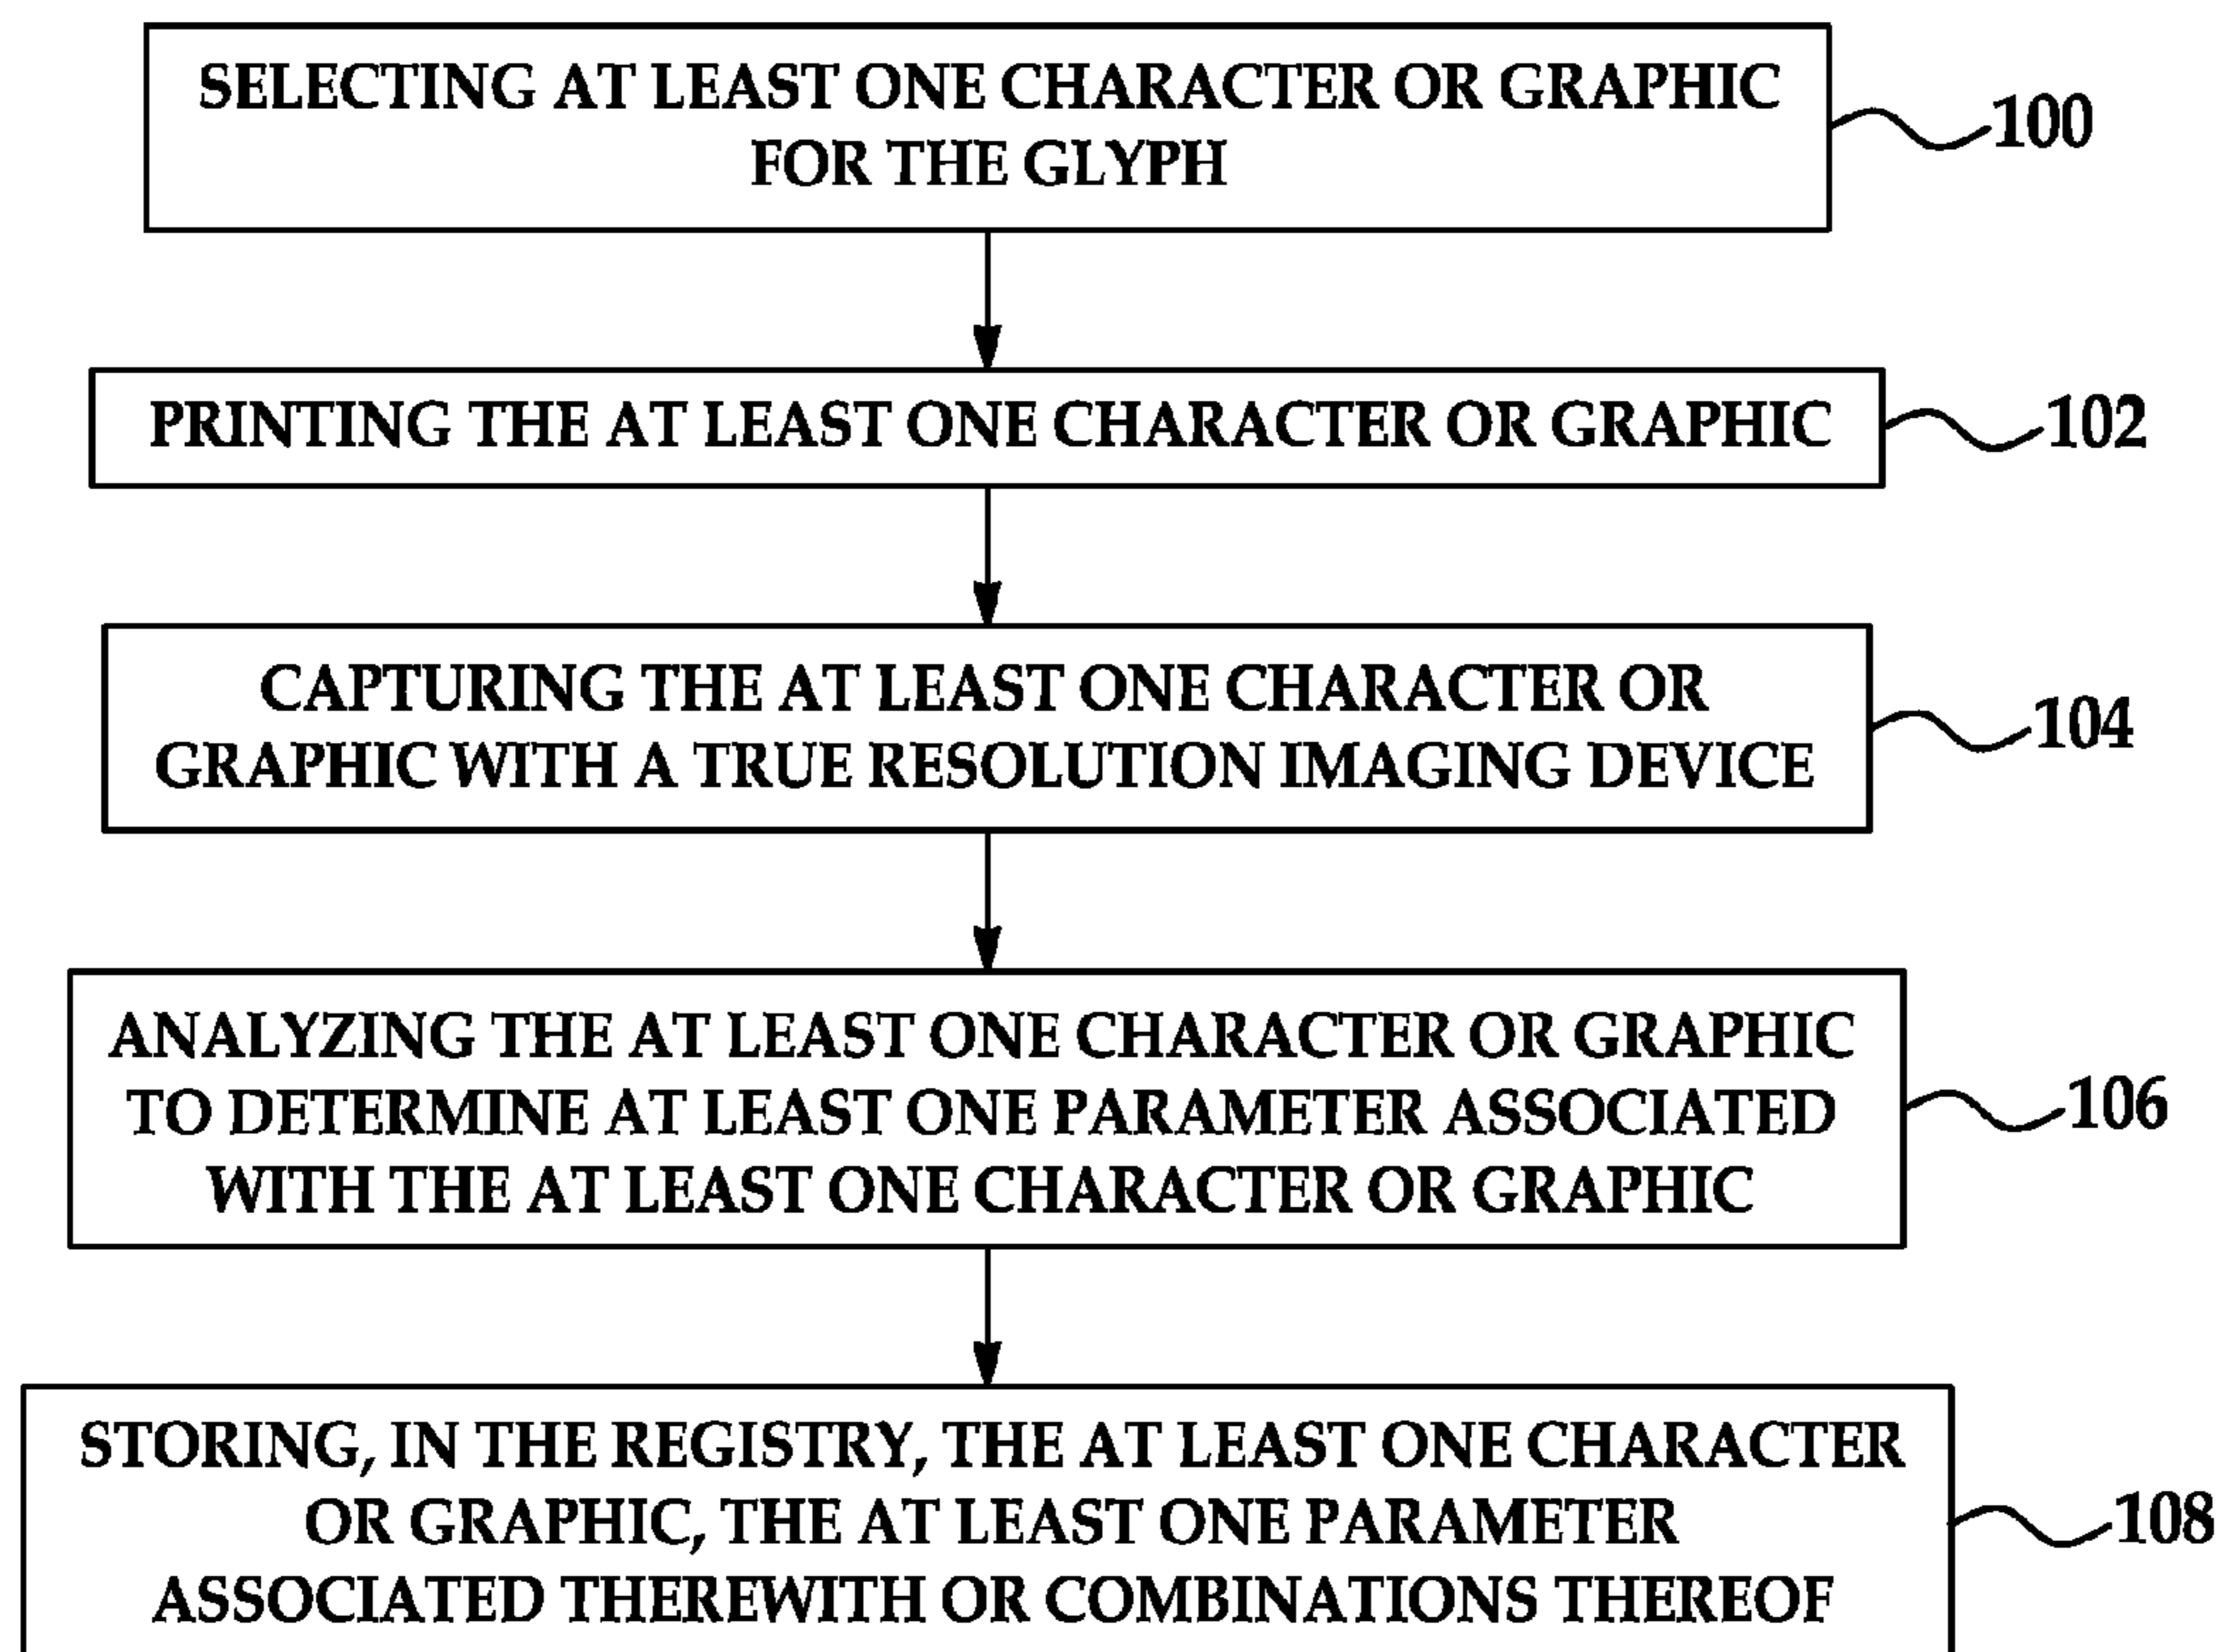 SELECTING AT LEAST ONE CHARACTER OR GRAPHIC
FOR THE GLYPH
100
PRINTING THE AT LEAST ONE CHARACTER OR GRAPHIC
102
CAPTURING THE AT LEAST ONE CHARACTER OR
GRAPHIC WITH A TRUE RESOLUTION IMAGING DEVICE
104
ANALYZING THE AT LEAST ONE CHARACTER OR GRAPHIC
TO DETERMINE AT LEAST ONE PARAMETER ASSOCIATED
WITH THE AT LEAST ONE CHARACTER OR GRAPHIC
106
STORING, IN THE REGISTRY, THE AT LEAST ONE CHARACTER
OR GRAPHIC, THE AT LEAST ONE PARAMETER
ASSOCIATED THEREWITH OR COMBINATIONS THEREOF
108